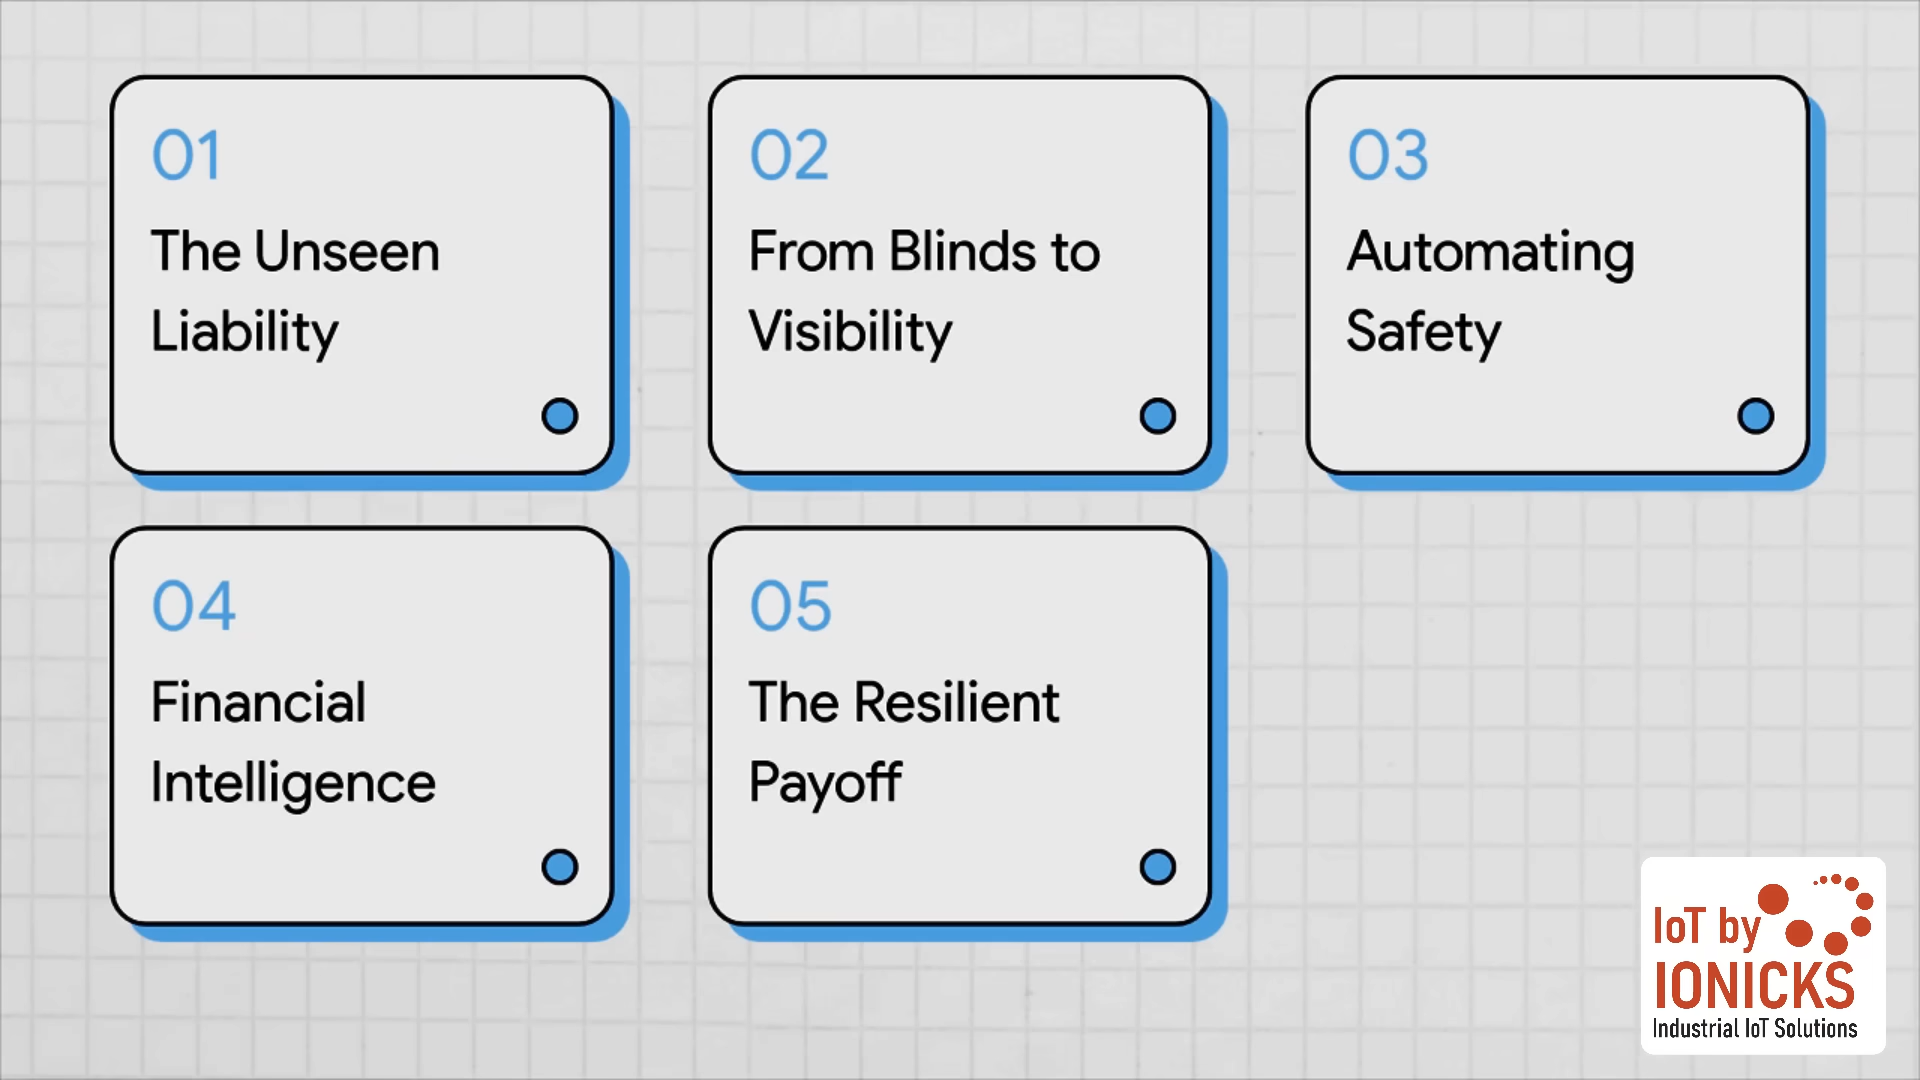 01
The Unseen
Liability
02
From Blinds to
Visibility
03
Automating
Safety
04
Financial
Intelligence
05
The Resilient
Payoff
IoT by
IONICKS
Industrial IoT Solutions